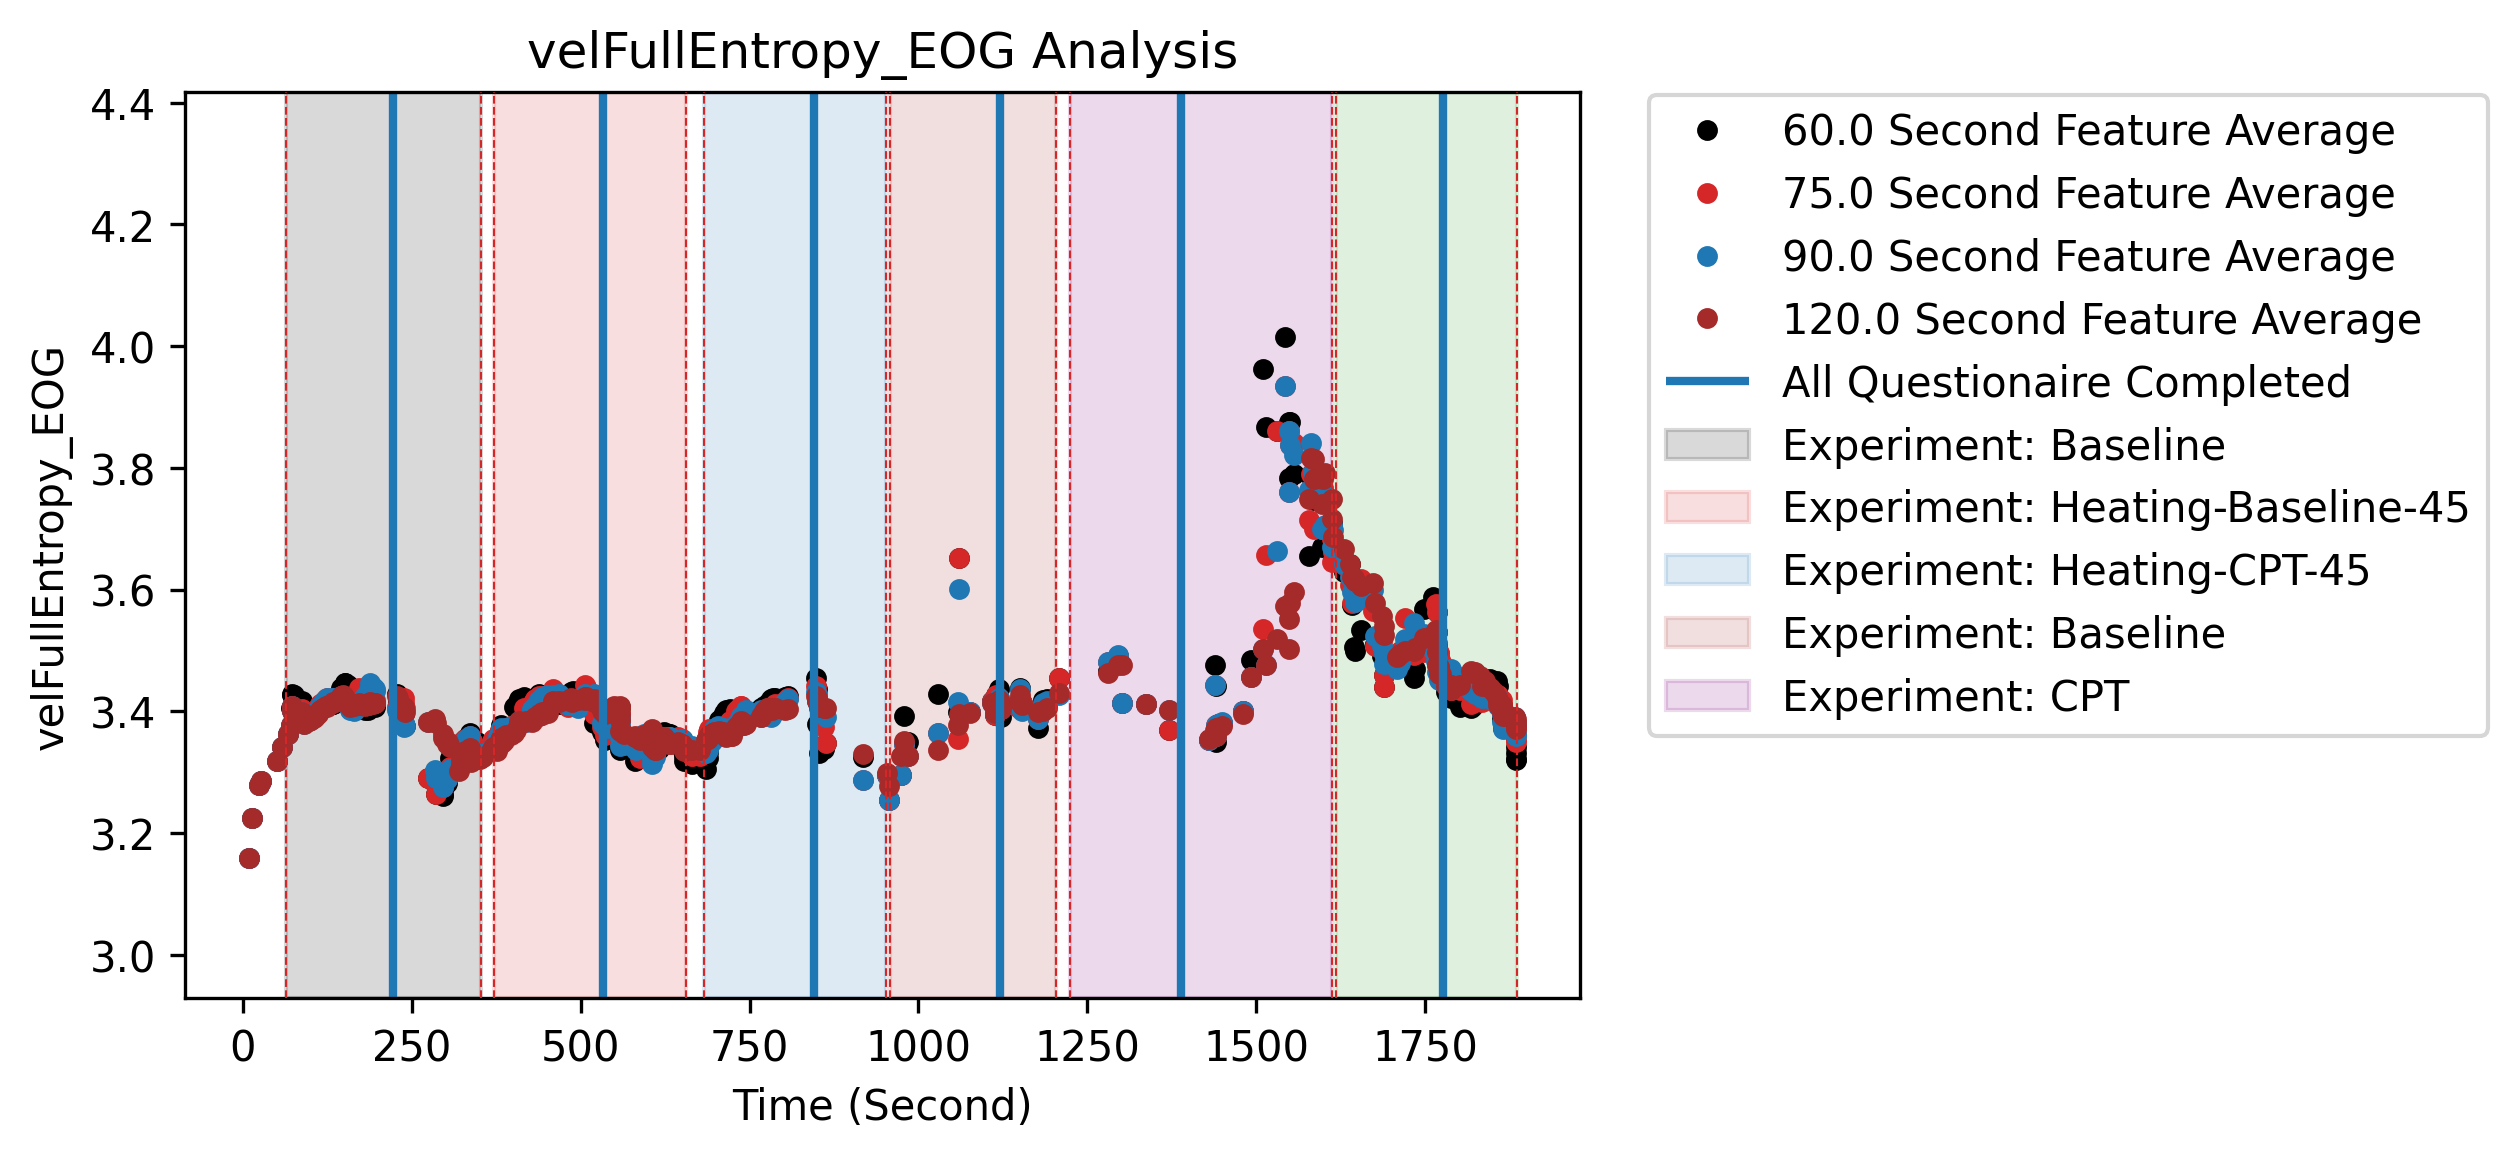 velFullEntropy_EOG Analysis
4.4
4.2
4.0
3.8
3.6
3.4
3.2
3.0
velFullEntropy_EOG
0 250 500 750 1000 1250 1500 1750
Time (Second)
60.0 Second Feature Average
75.0 Second Feature Average
90.0 Second Feature Average
120.0 Second Feature Average
All Questionaire Completed
Experiment: Baseline
Experiment: Heating-Baseline-45
Experiment: Heating-CPT-45
Experiment: Baseline
Experiment: CPT